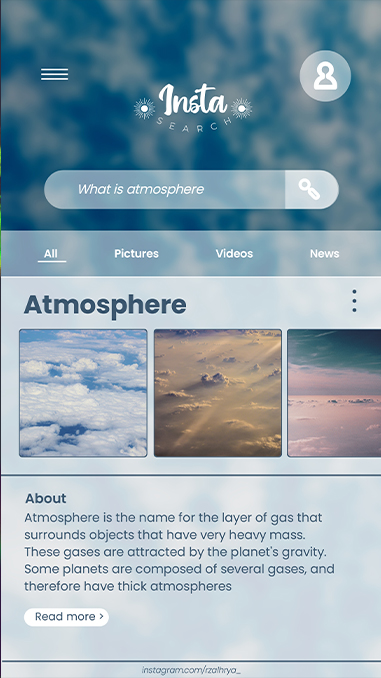 Insta
SEARCH
What is atmosphere
All Pictures Videos News
Atmosphere
About
Atmosphere is the name for the layer of gas that
surrounds objects that have very heavy mass.
These gases are attracted by the planet's gravity.
Some planets are composed of several gases, and
therefore have thick atmospheres
Read more >
instagram.com/rzalhrya_